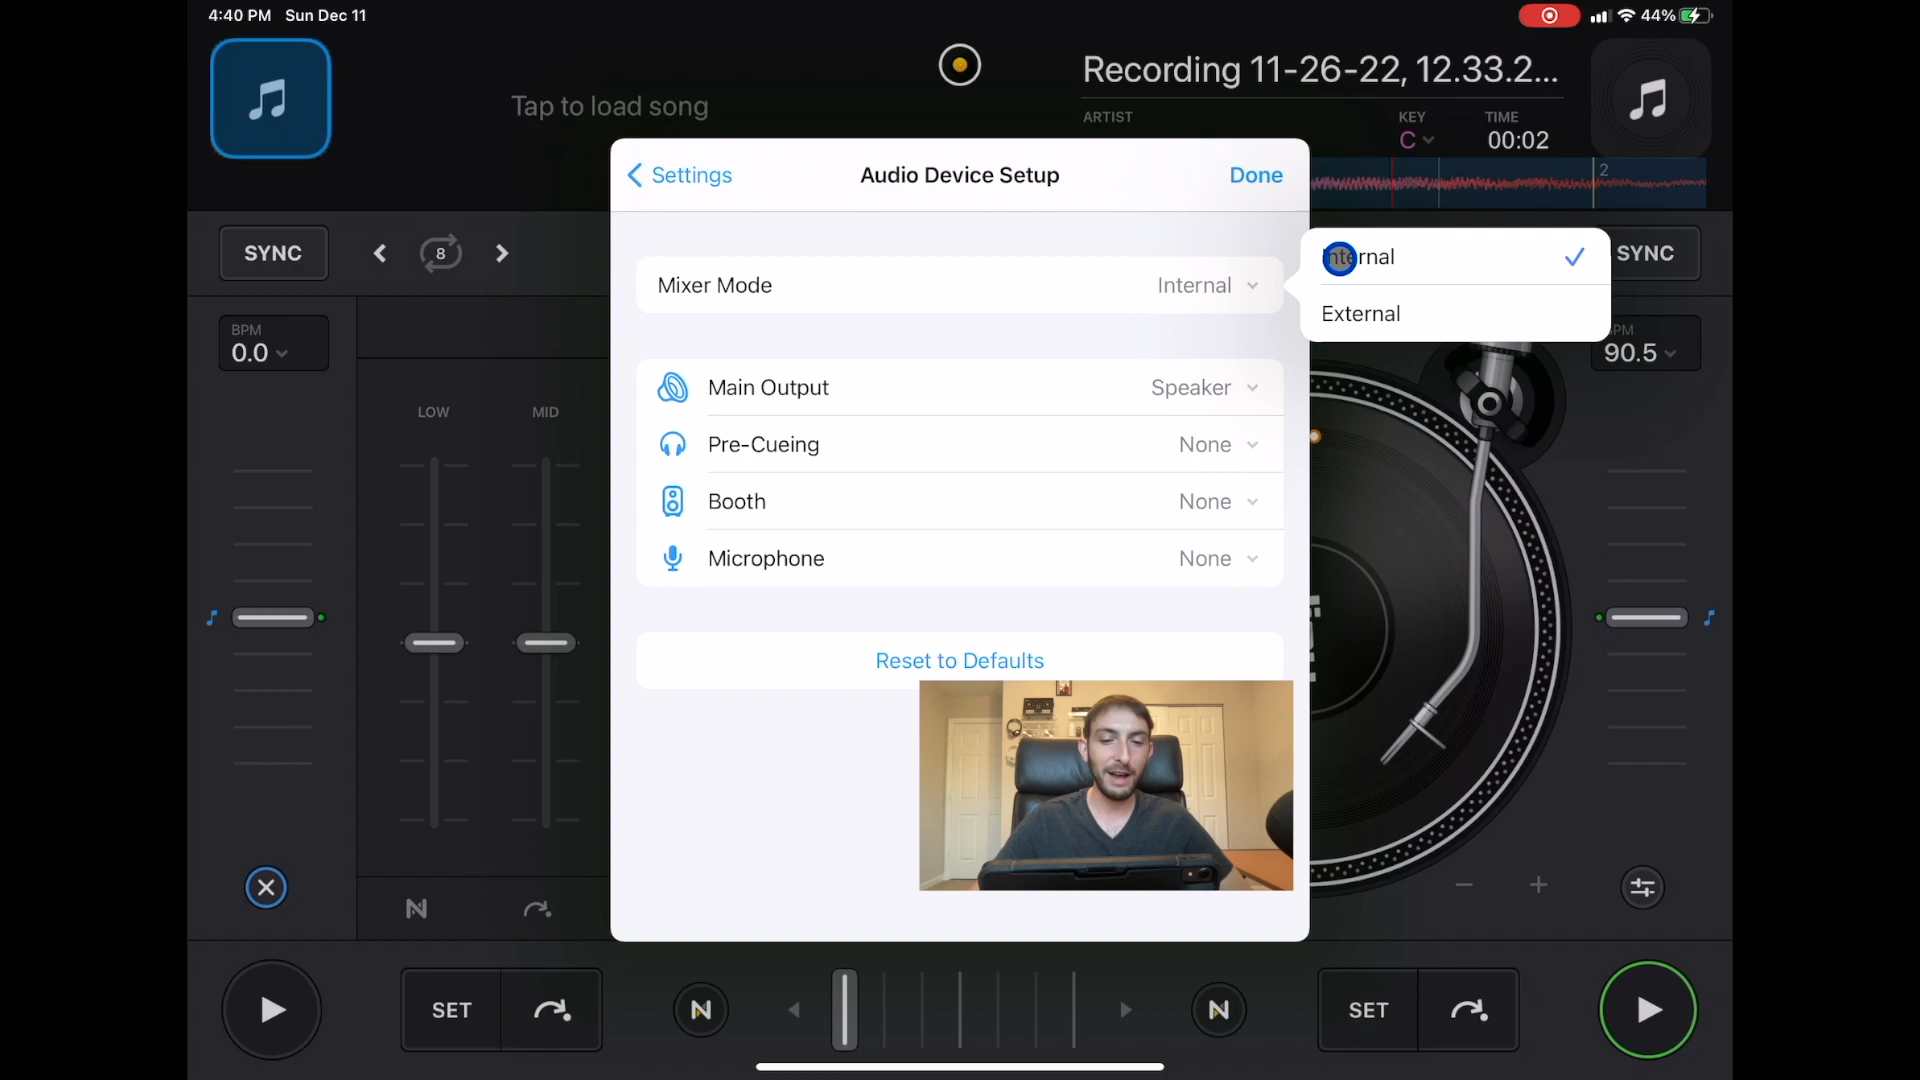 4:40 PM Sun Dec 11
44%
Tap to load song
Recording 11-26-22, 12.33.2...
ARTIST
KEY
TIME
C
00:02
2
Settings
Audio Device Setup
Done
SYNC
8
Internal
SYNC
Mixer Mode
Internal
External
BPM
0.0
90.5
Main Output
Speaker
LOW
MID
Pre-Cueing
None
Booth
None
Microphone
None
Reset to Defaults
SET
SET